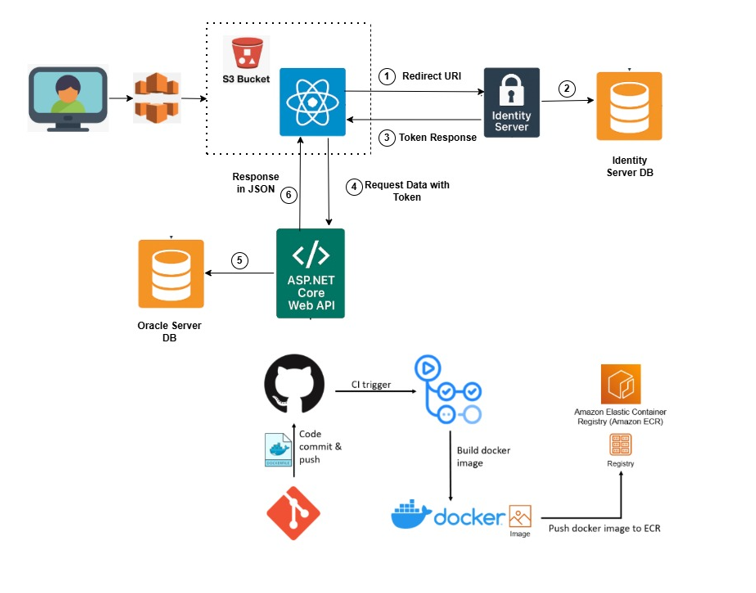 S3 Bucket
1 Redirect URI
Identity
Server
2
3 Token Response
Identity
Server DB
Response
in JSON
6
4 Request Data with
Token
</>
ASP.NET
Core
Web API
5
Oracle Server
DB
CI trigger
Code
commit &
push
Build docker
image
docker
Image
Push docker image to ECR
Amazon Elastic Container
Registry (Amazon ECR)
Registry